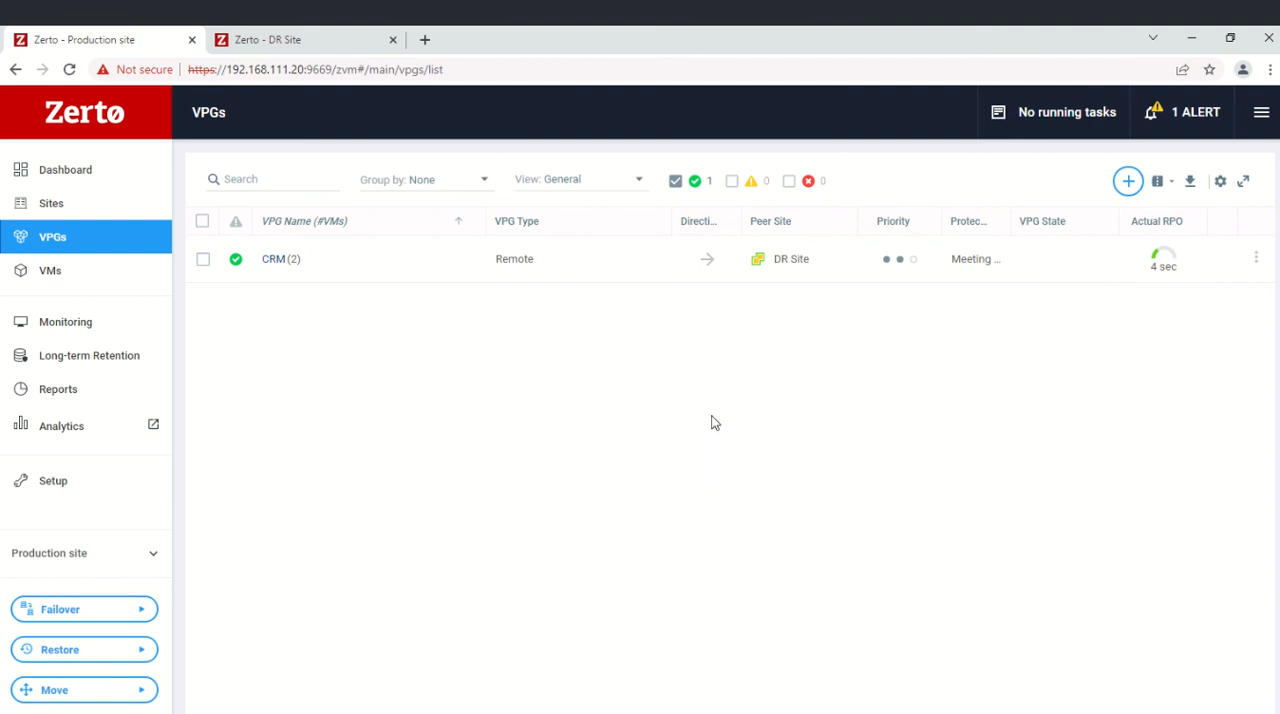 Zerto - Production site
Zerto - DR Site
Not secure
https://192.168.111.20:9669/zvm#/main/vpgs/list
Zerto
VPGs
No running tasks
1 ALERT
Dashboard
Sites
VPGs
VMs
Monitoring
Long-term Retention
Reports
Analytics
Setup
Production site
Failover
Restore
Move
Search
Group by: None
View: General
1
0
0
VPG Name (#VMs)
VPG Type
Directi...
Peer Site
Priority
Protec...
VPG State
Actual RPO
CRM (2)
Remote
DR Site
Meeting ...
4 sec